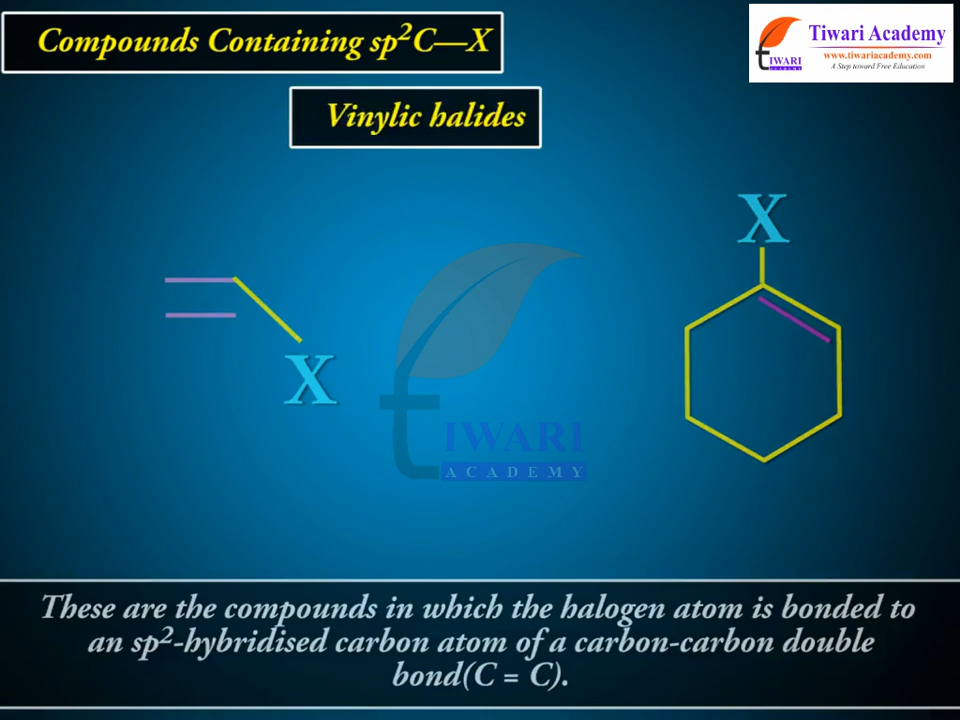 Compounds Containing sp²C—X
Tiwari Academy
www.tiwariacademy.com
A Step toward Free Education
tIWARI
ACADEMY
Vinylic halides
X
X
tIWARI
ACADEMY
These are the compounds in which the halogen atom is bonded to
an sp²-hybridised carbon atom of a carbon-carbon double
bond(C = C).